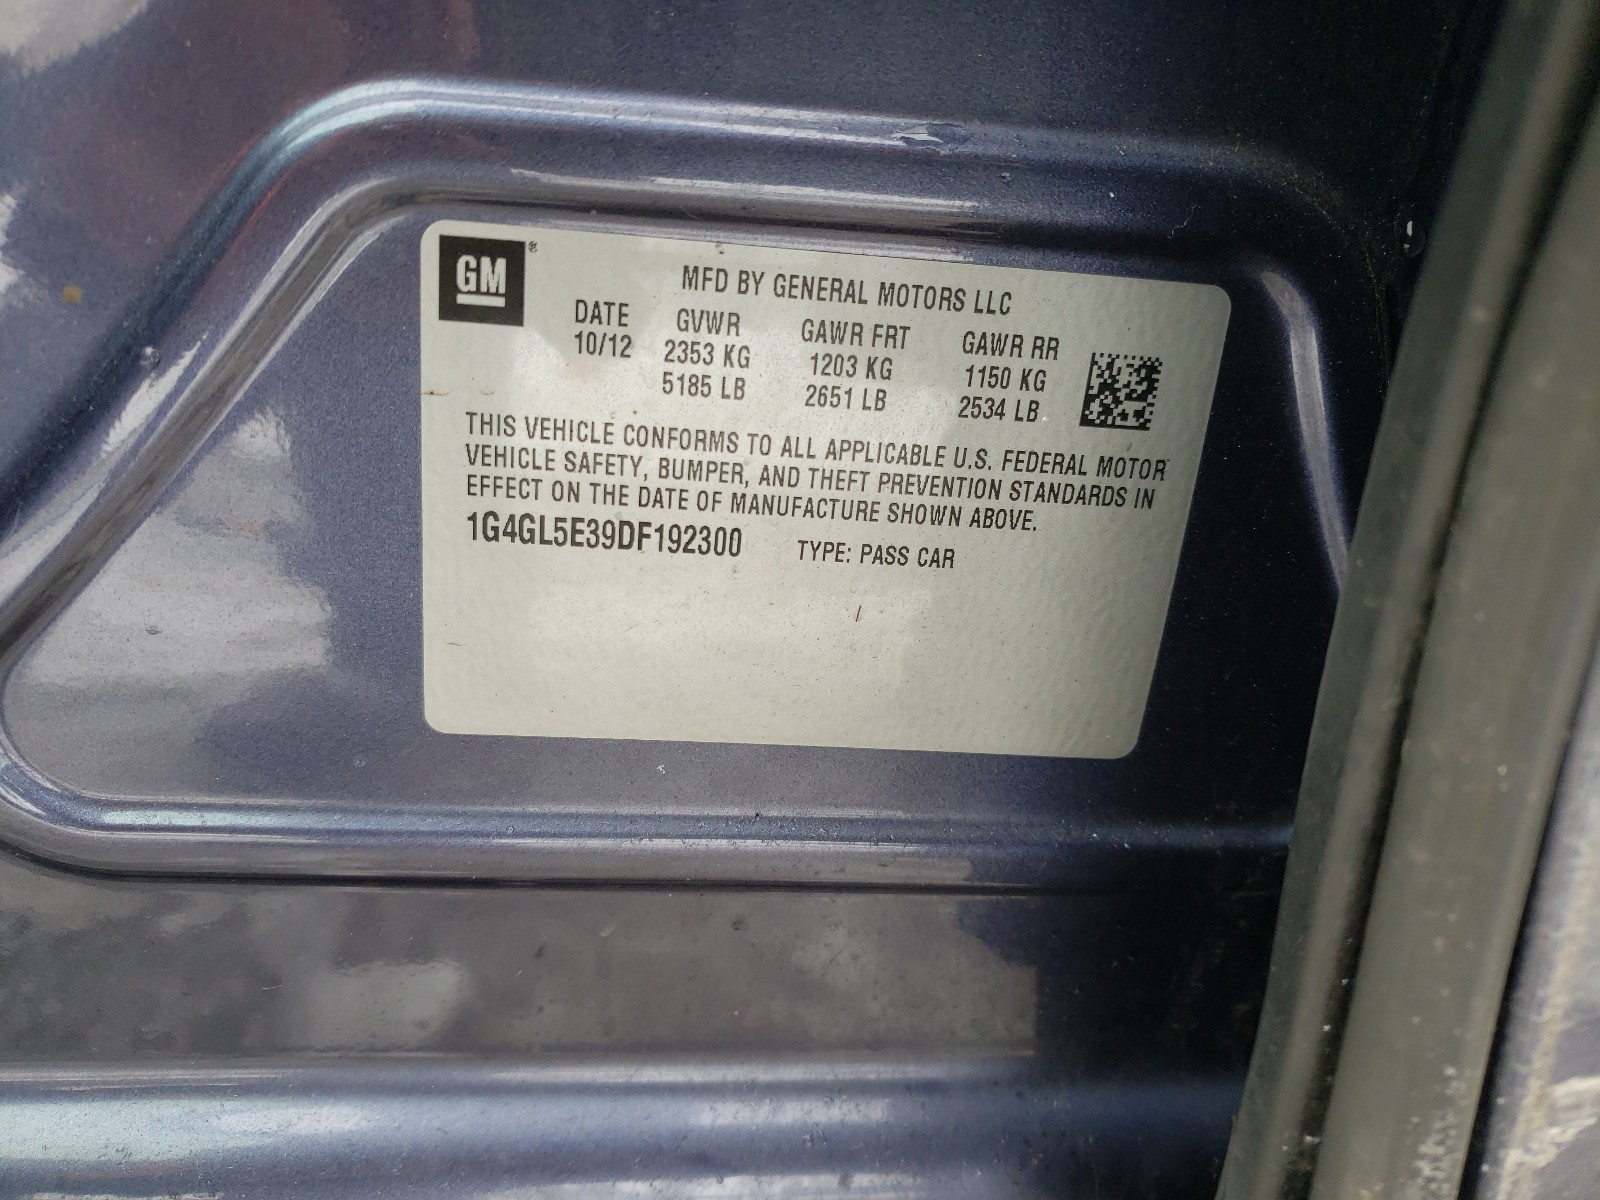 GM®
MFD BY GENERAL MOTORS LLC
DATE GVWR GAWR FRT GAWR RR
10/12 2353 KG 1203 KG 1150 KG
5185 LB 2651 LB 2534 LB
THIS VEHICLE CONFORMS TO ALL APPLICABLE U.S. FEDERAL MOTOR
VEHICLE SAFETY, BUMPER, AND THEFT PREVENTION STANDARDS IN
EFFECT ON THE DATE OF MANUFACTURE SHOWN ABOVE.
1G4GL5E39DF192300 TYPE: PASS CAR